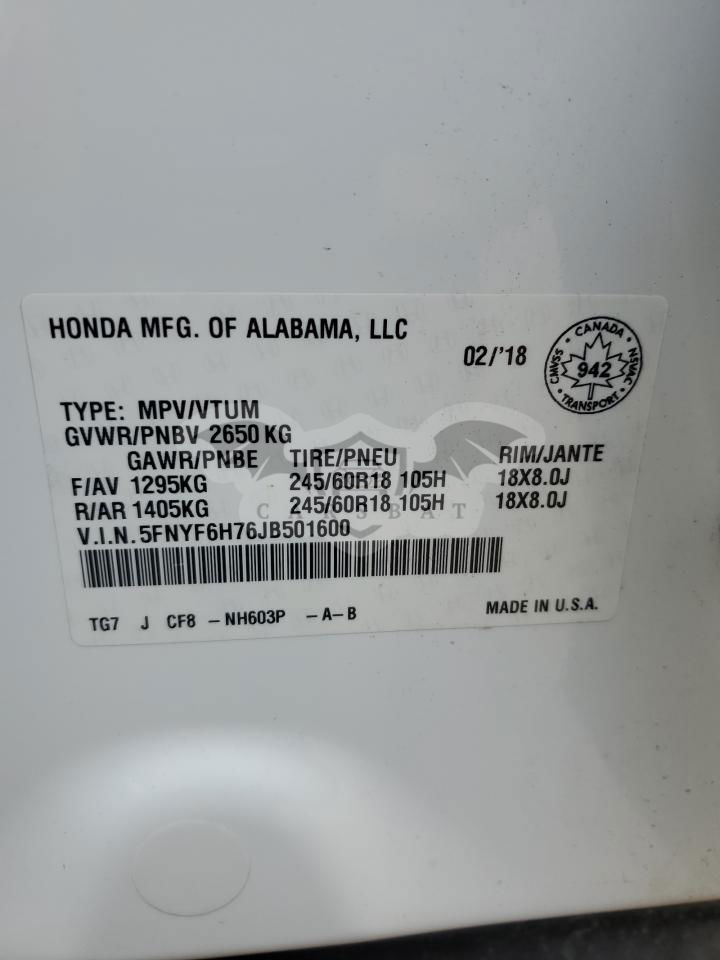 HONDA MFG. OF ALABAMA, LLC
02/'18
CANADA
CMVSS 942 NSVAC
TRANSPORT
TYPE: MPV/VTUM
GVWR/PNBV 2650 KG
GAWR/PNBE TIRE/PNEU RIM/JANTE
F/AV 1295KG 245/60R18 105H 18X8.0J
R/AR 1405KG 245/60R18 105H 18X8.0J
CARSBAT
V.I.N. 5FNYF6H76JB501600
TG7 J CF8 -NH603P -A-B MADE IN U.S.A.